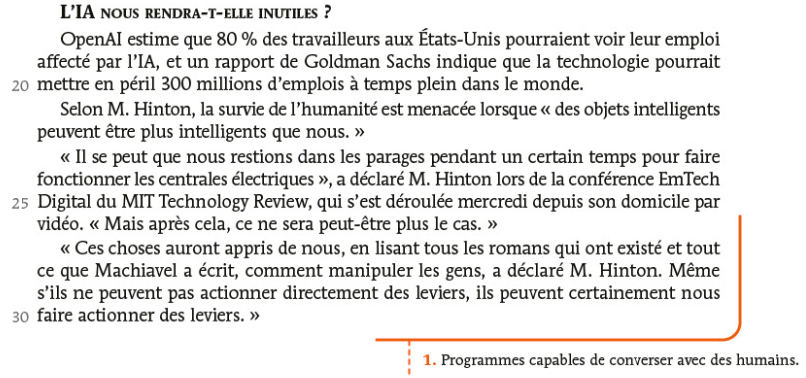 L'IA NOUS RENDRA-T-ELLE INUTILES ?
OpenAI estime que 80 % des travailleurs aux États-Unis pourraient voir leur emploi
affecté par l'IA, et un rapport de Goldman Sachs indique que la technologie pourrait
20 mettre en péril 300 millions d'emplois à temps plein dans le monde.
Selon M. Hinton, la survie de l'humanité est menacée lorsque « des objets intelligents
peuvent être plus intelligents que nous. »
« Il se peut que nous restions dans les parages pendant un certain temps pour faire
fonctionner les centrales électriques », a déclaré M. Hinton lors de la conférence EmTech
25 Digital du MIT Technology Review, qui s'est déroulée mercredi depuis son domicile par
vidéo. « Mais après cela, ce ne sera peut-être plus le cas. »
« Ces choses auront appris de nous, en lisant tous les romans qui ont existé et tout
ce que Machiavel a écrit, comment manipuler les gens, a déclaré M. Hinton. Même
s'ils ne peuvent pas actionner directement des leviers, ils peuvent certainement nous
30 faire actionner des leviers. »
1. Programmes capables de converser avec des humains.